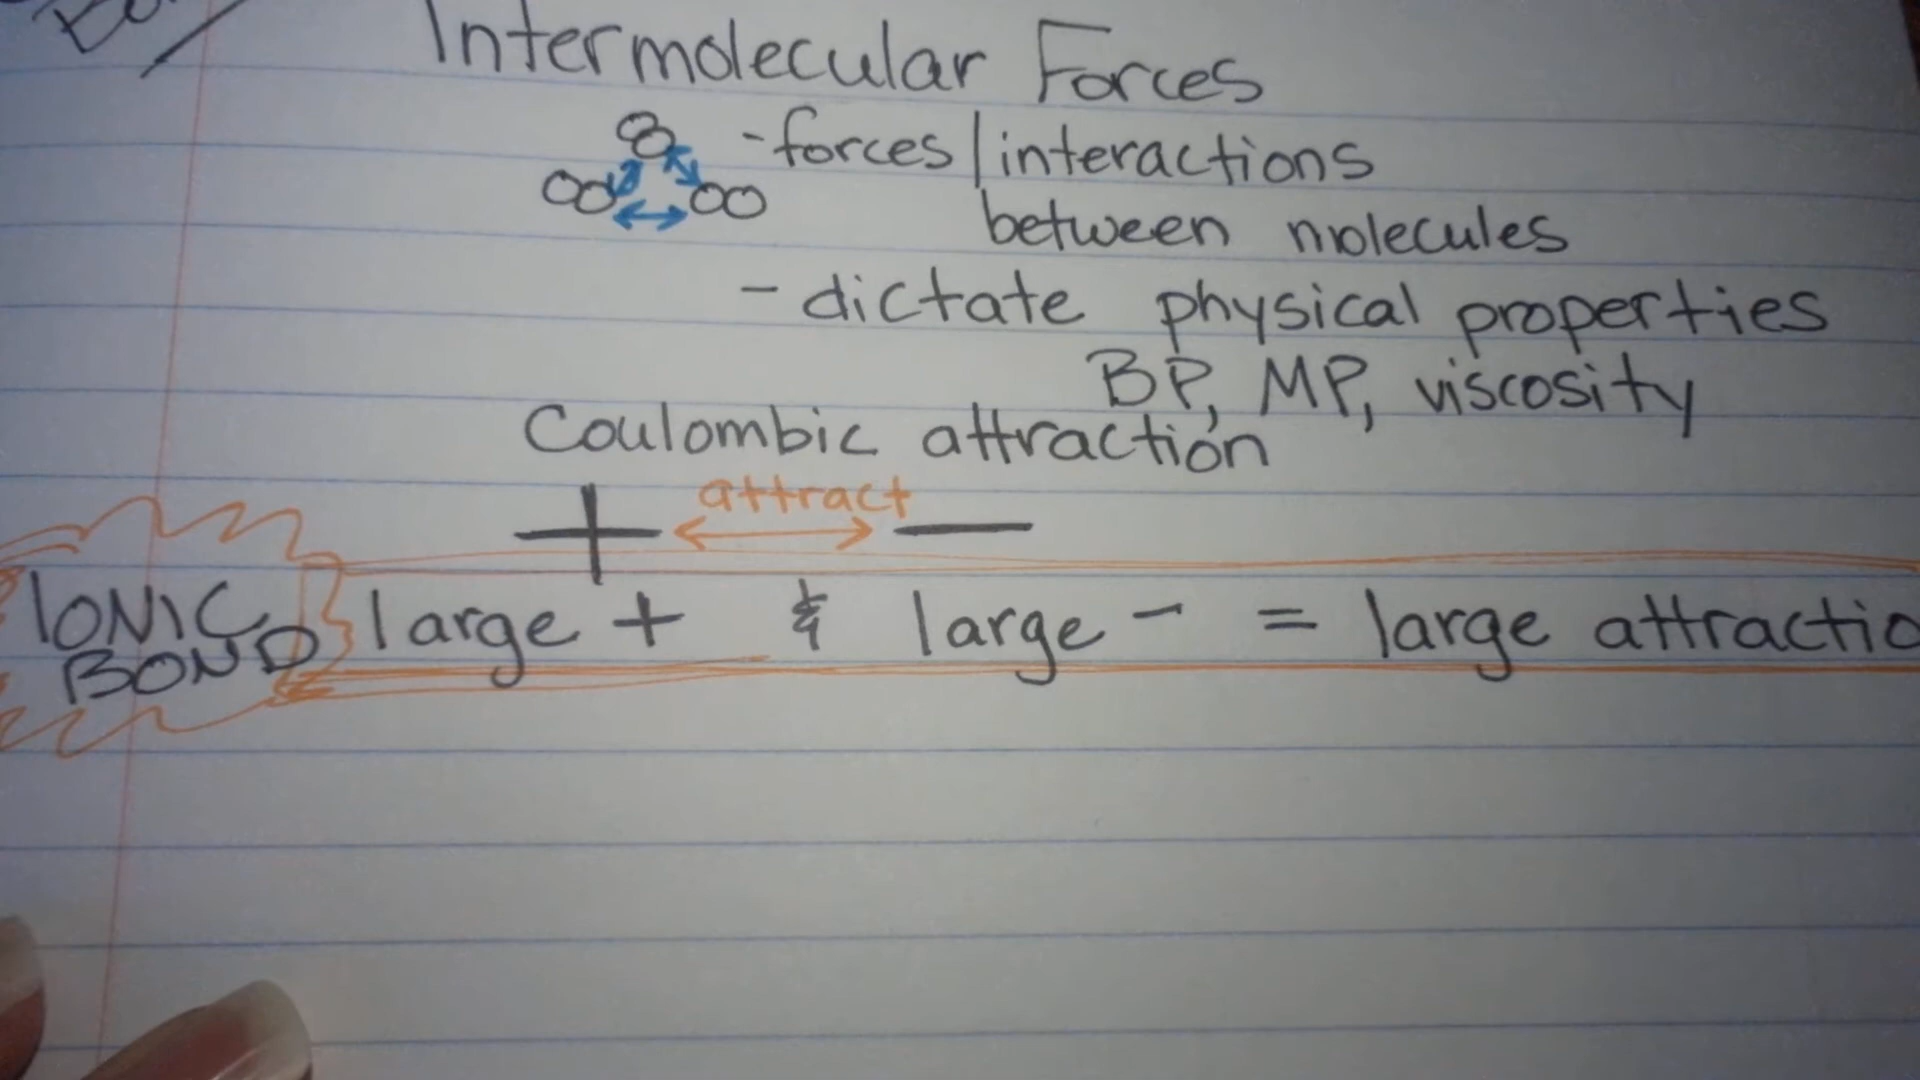 Intermolecular Forces
-forces/interactions
between molecules
- dictate physical properties
BP, MP, viscosity
Coulombic attraction
+ attract −
IONIC
BOND
large + & large - = large attractio